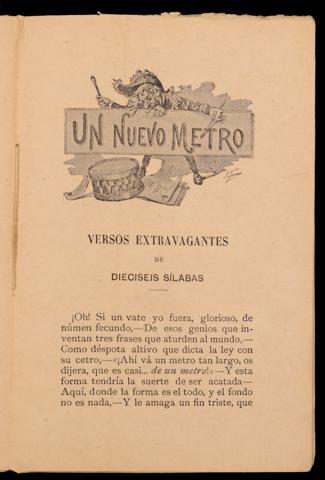 UN NUEVO METRO
VERSOS EXTRAVAGANTES
DE
DIECISEIS SÍLABAS
¡Oh! Si un vate yo fuera, glorioso, de
númen fecundo,—De esos genios que in-
ventan tres frases que aturden al mundo,—
Como déspota altivo que dicta la ley con
su cetro,—«¡Ahí vá un metro tan largo, os
dijera, que es casi... de un metro!»—Y esta
forma tendría la suerte de ser acatada—
Aquí, donde la forma es el todo, y el fondo
no es nada,—Y le amaga un fin triste, que